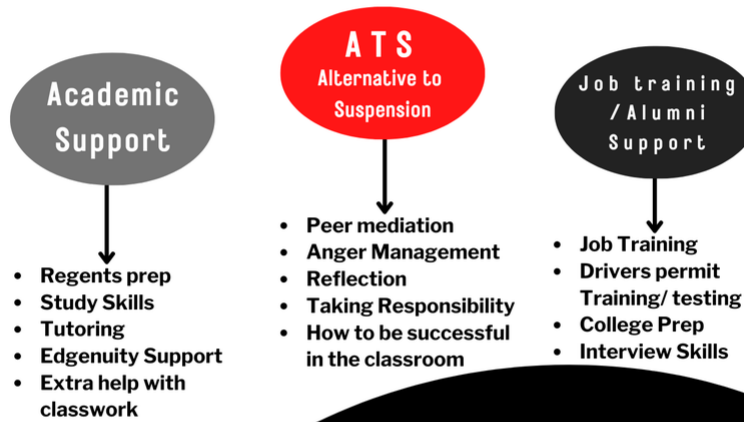 Academic
Support
• Regents prep
• Study Skills
• Tutoring
• Edgenuity Support
• Extra help with
classwork
ATS
Alternative to
Suspension
• Peer mediation
• Anger Management
• Reflection
• Taking Responsibility
• How to be successful
in the classroom
Job training
/Alumni
Support
• Job Training
• Drivers permit
Training/ testing
• College Prep
• Interview Skills